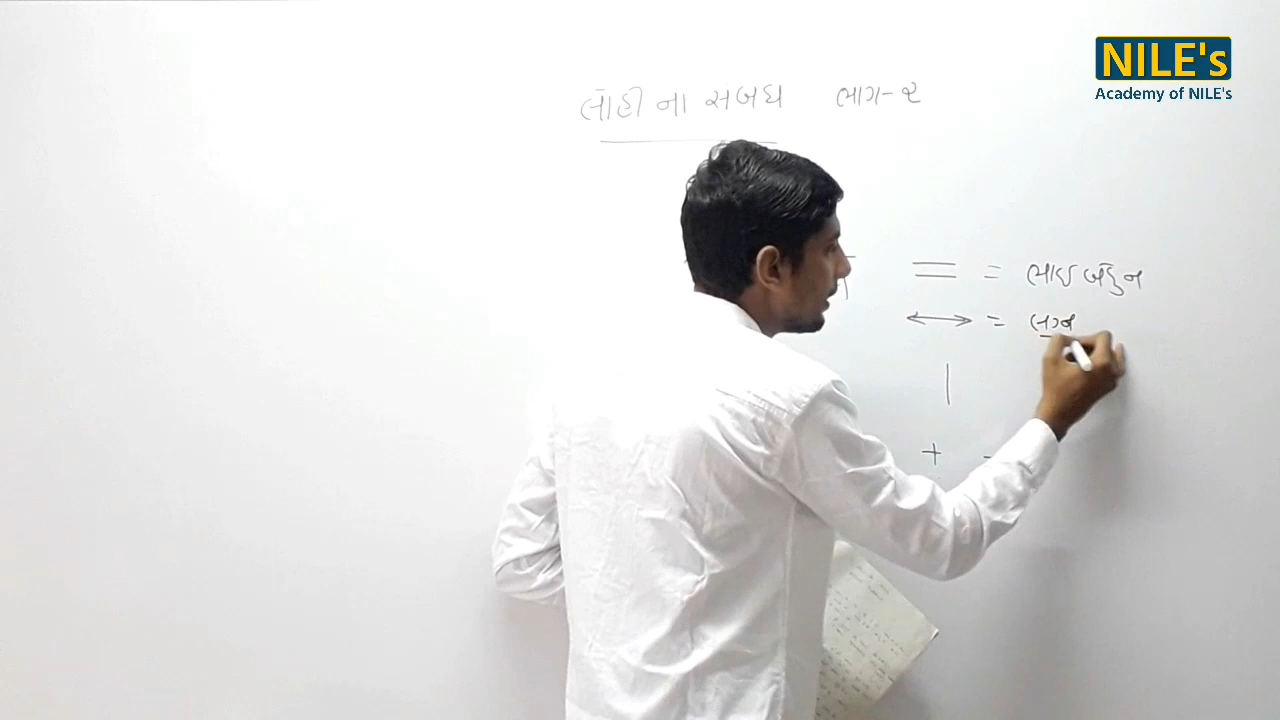 NILE's
Academy of NILE's
લોહી ના સબંધ ભાગ-૨
= = ભાઇ બહેન
↔ = લગ્ન
|
+ -